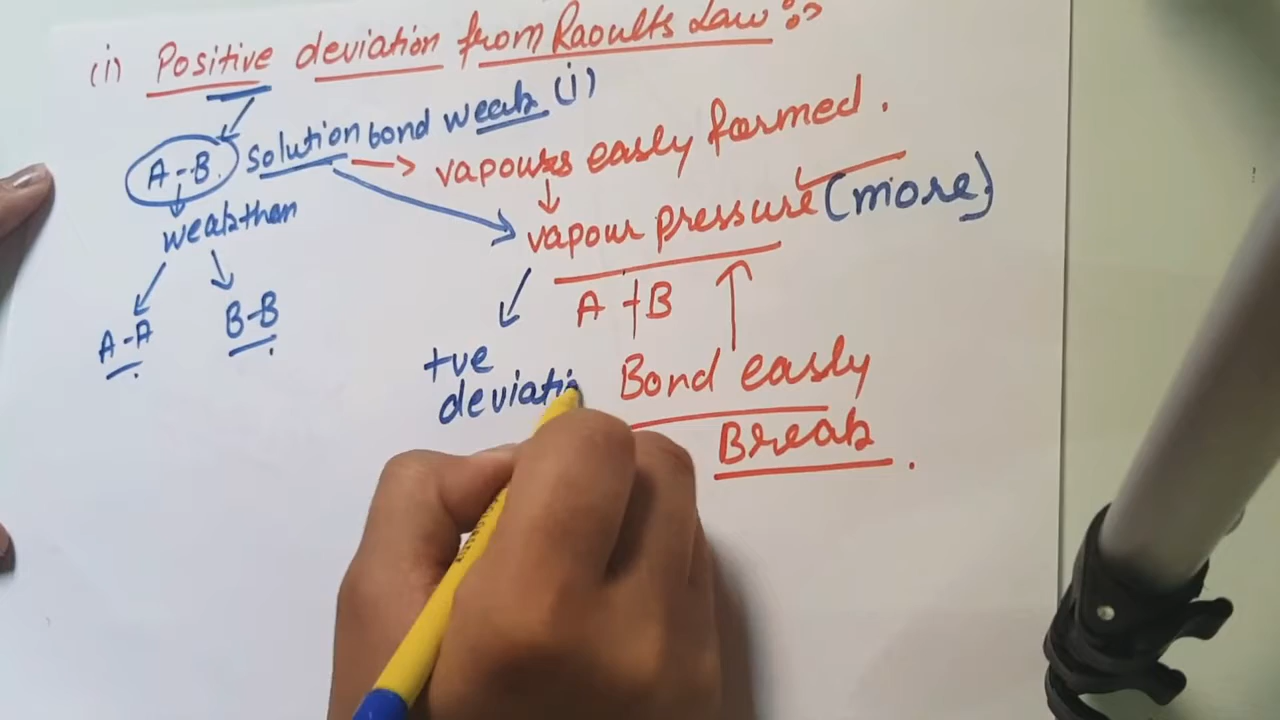 (i) Positive deviation from Raoults Law :->
A-B solution bond weak (i)
→ vapours easly formed.
↓
weak than
vapour pressure (more)
A-A B-B
A + B
+ve
deviati
Bond easly
Break.